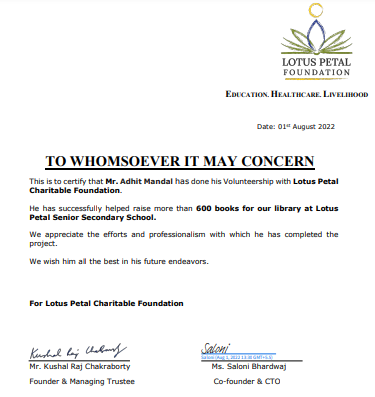 LOTUS PETAL
FOUNDATION
EDUCATION. HEALTHCARE. LIVELIHOOD
Date: 01st August 2022
TO WHOMSOEVER IT MAY CONCERN
This is to certify that Mr. Adhit Mandal has done his Volunteership with Lotus Petal
Charitable Foundation.
He has successfully helped raise more than 600 books for our library at Lotus
Petal Senior Secondary School.
We appreciate the efforts and professionalism with which he has completed the
project.
We wish him all the best in his future endeavors.
For Lotus Petal Charitable Foundation
Kushal Raj Chakraborty
Saloni
Saloni (Aug 1, 2022 13:30 GMT+5.5)
Mr. Kushal Raj Chakraborty
Ms. Saloni Bhardwaj
Founder & Managing Trustee
Co-founder & CTO